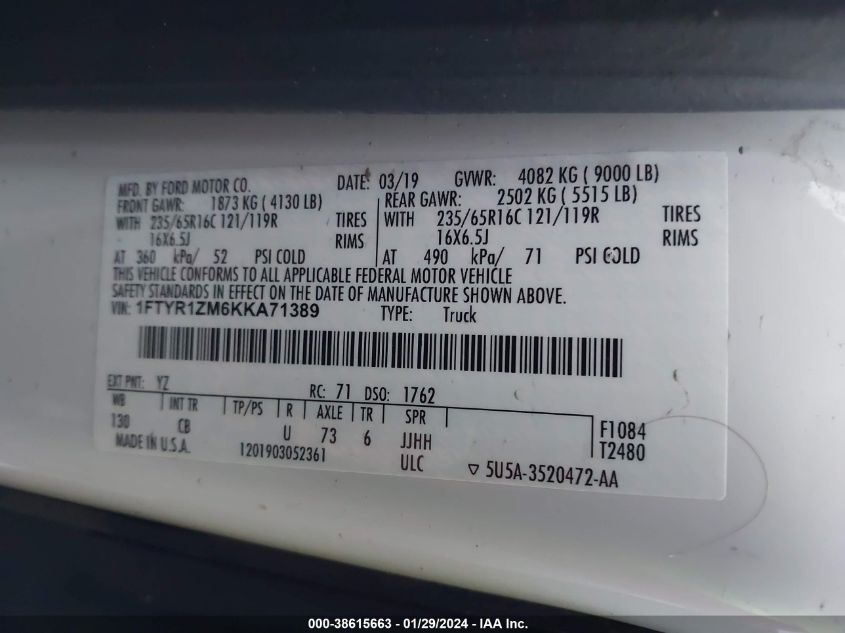 MFD. BY FORD MOTOR CO. DATE: 03/19 GVWR: 4082 KG ( 9000 LB)
FRONT GAWR: 1873 KG ( 4130 LB) REAR GAWR: 2502 KG ( 5515 LB)
WITH 235/65R16C 121/119R TIRES WITH 235/65R16C 121/119R TIRES
16X6.5J RIMS 16X6.5J RIMS
AT 360 kPa/ 52 PSI COLD AT 490 kPa/ 71 PSI COLD
THIS VEHICLE CONFORMS TO ALL APPLICABLE FEDERAL MOTOR VEHICLE
SAFETY STANDARDS IN EFFECT ON THE DATE OF MANUFACTURE SHOWN ABOVE.
VIN: 1FTYR1ZM6KKA71389 TYPE: Truck
EXT PNT: YZ RC: 71 DSO: 1762
WB INT TR TP/PS R AXLE TR SPR
130 CB U 73 6 JJHH F1084
MADE IN U.S.A. 1201903052361 ULC T2480
▽ 5U5A-3520472-AA
000-38615663 - 01/29/2024 - IAA Inc.